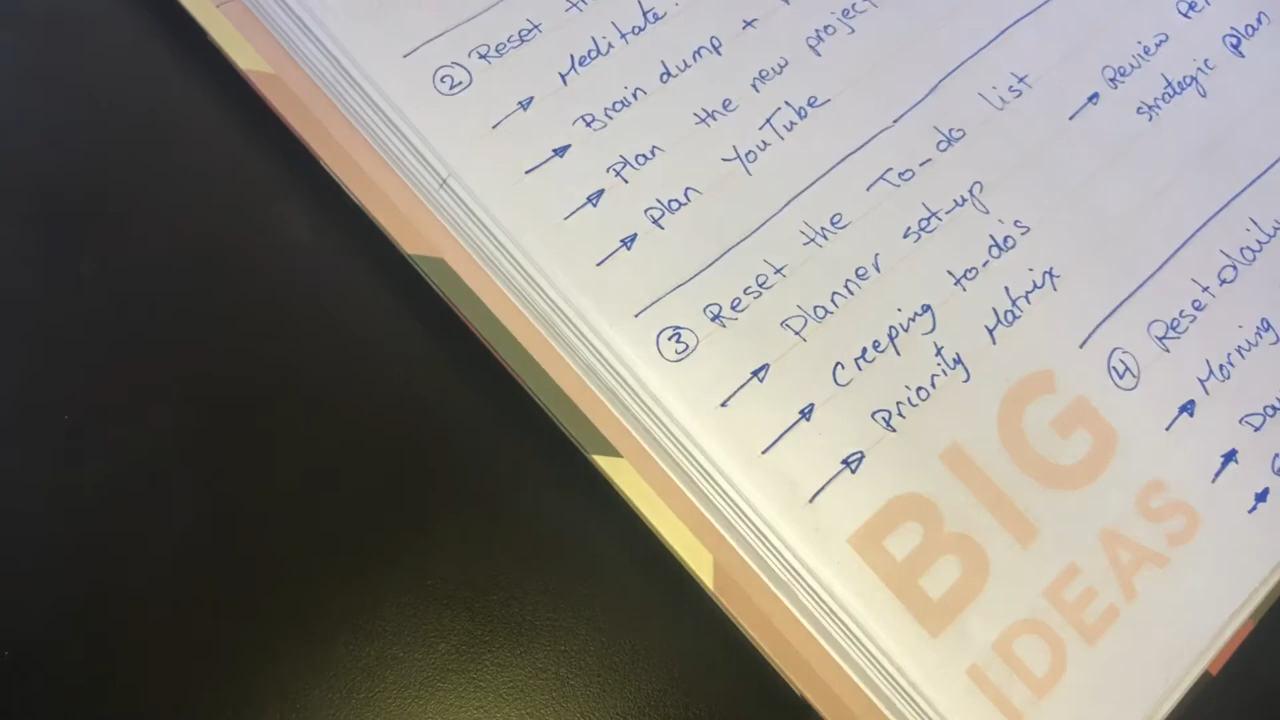 ② Reset
→ Meditate.
→ Brain dump +
→ Plan the new project
→ Plan YouTube
③ Reset the To-do list
→ Planner set-up
→ Creeping to-do's
→ Priority Matrix
→ Review
strategic plan
④ Reset daily
→ Morning
BIG
IDEAS